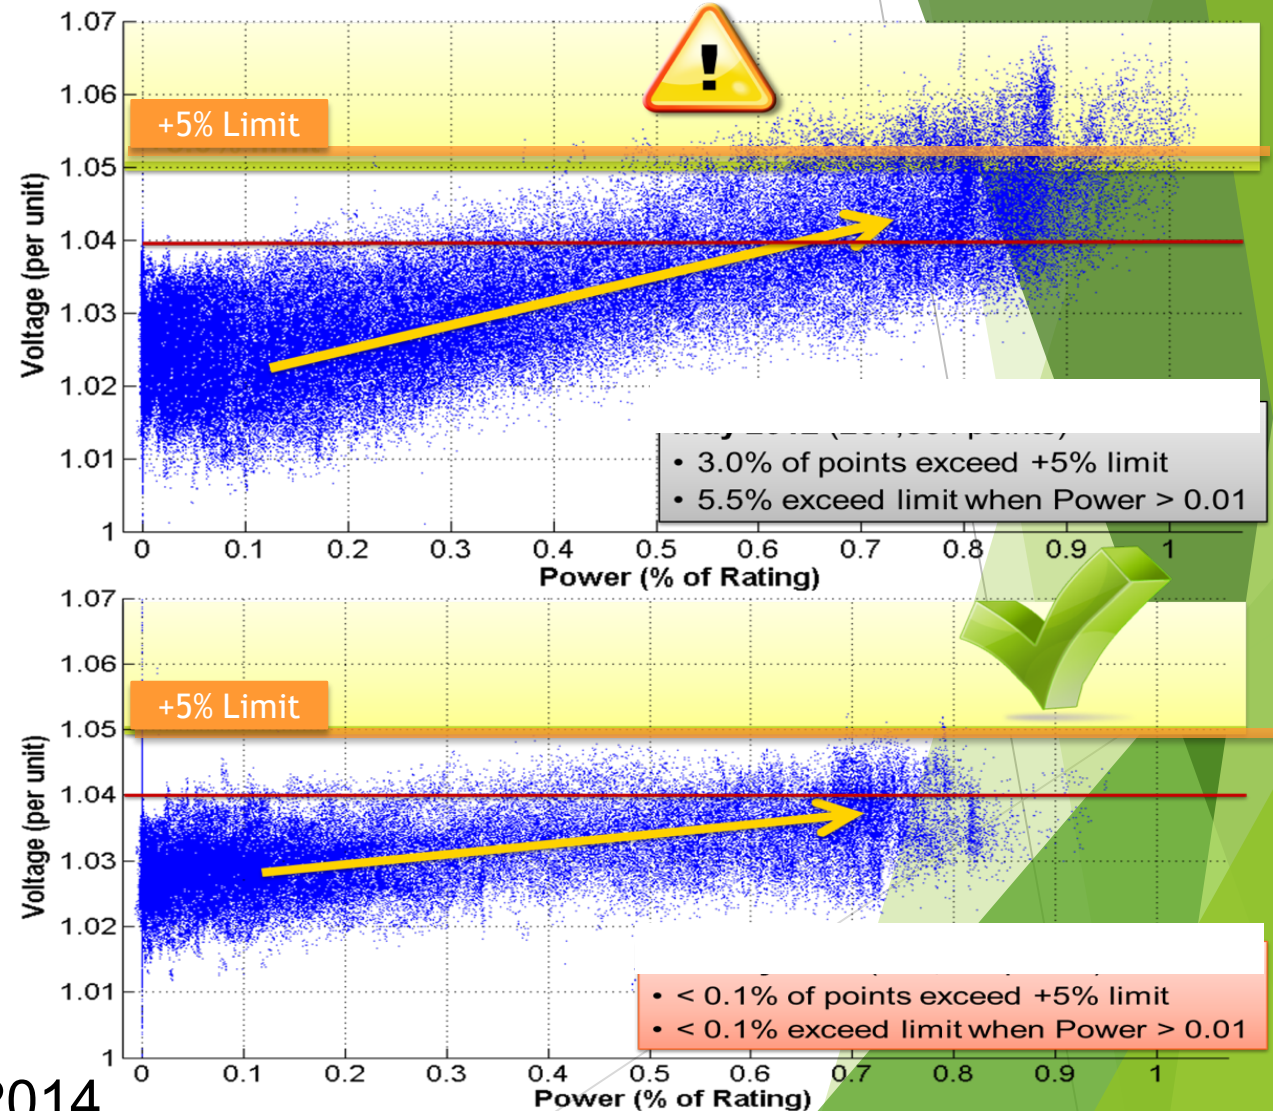 1.07
1.06
+5% Limit
1.05
1.04
1.03
1.02
1.01
1
Voltage (per unit)
• 3.0% of points exceed +5% limit
• 5.5% exceed limit when Power > 0.01
0 0.1 0.2 0.3 0.4 0.5 0.6 0.7 0.8 0.9 1
Power (% of Rating)
1.07
1.06
+5% Limit
1.05
1.04
1.03
1.02
1.01
1
Voltage (per unit)
• < 0.1% of points exceed +5% limit
• < 0.1% exceed limit when Power > 0.01
0 0.1 0.2 0.3 0.4 0.5 0.6 0.7 0.8 0.9 1
Power (% of Rating)
2014